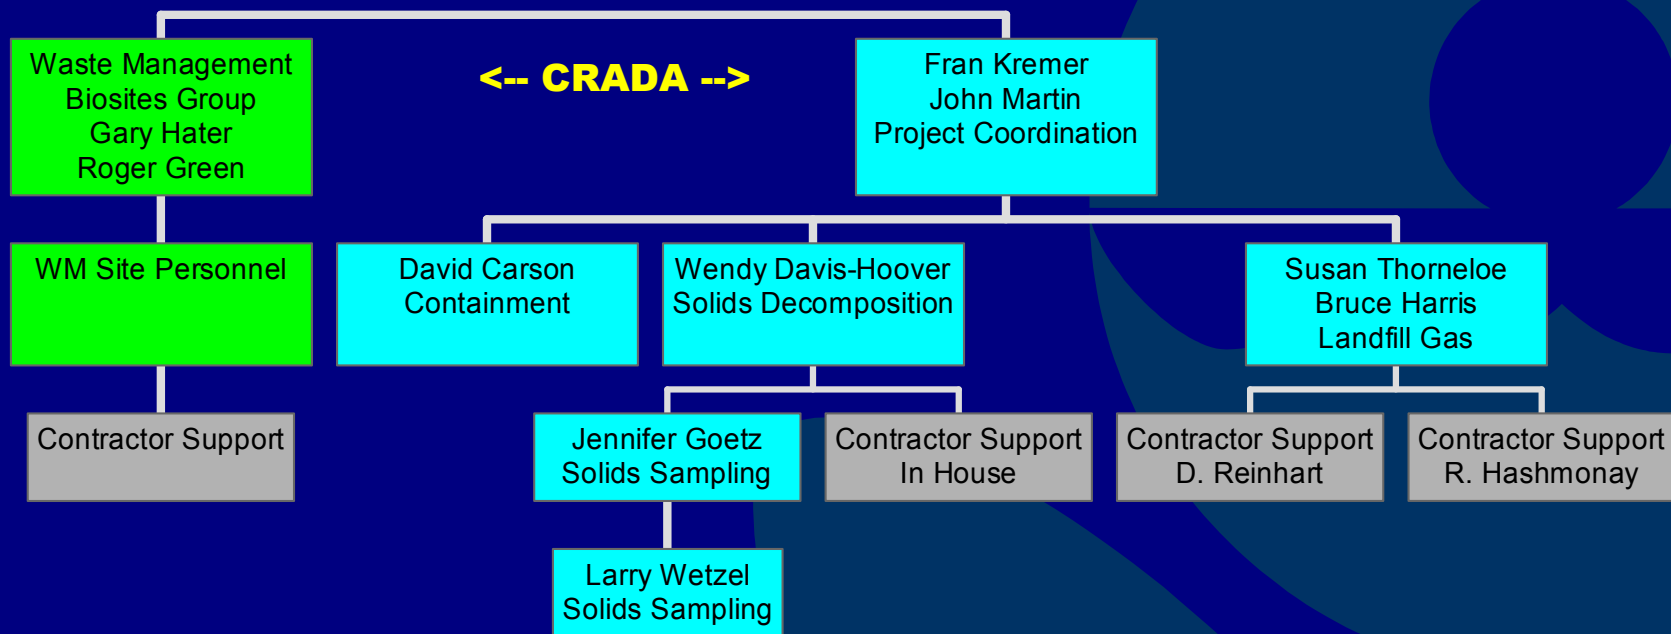 Waste Management
Biosites Group
Gary Hater
Roger Green
<-- CRADA -->
Fran Kremer
John Martin
Project Coordination
WM Site Personnel
David Carson
Containment
Wendy Davis-Hoover
Solids Decomposition
Susan Thorneloe
Bruce Harris
Landfill Gas
Contractor Support
Jennifer Goetz
Solids Sampling
Contractor Support
In House
Contractor Support
D. Reinhart
Contractor Support
R. Hashmonay
Larry Wetzel
Solids Sampling